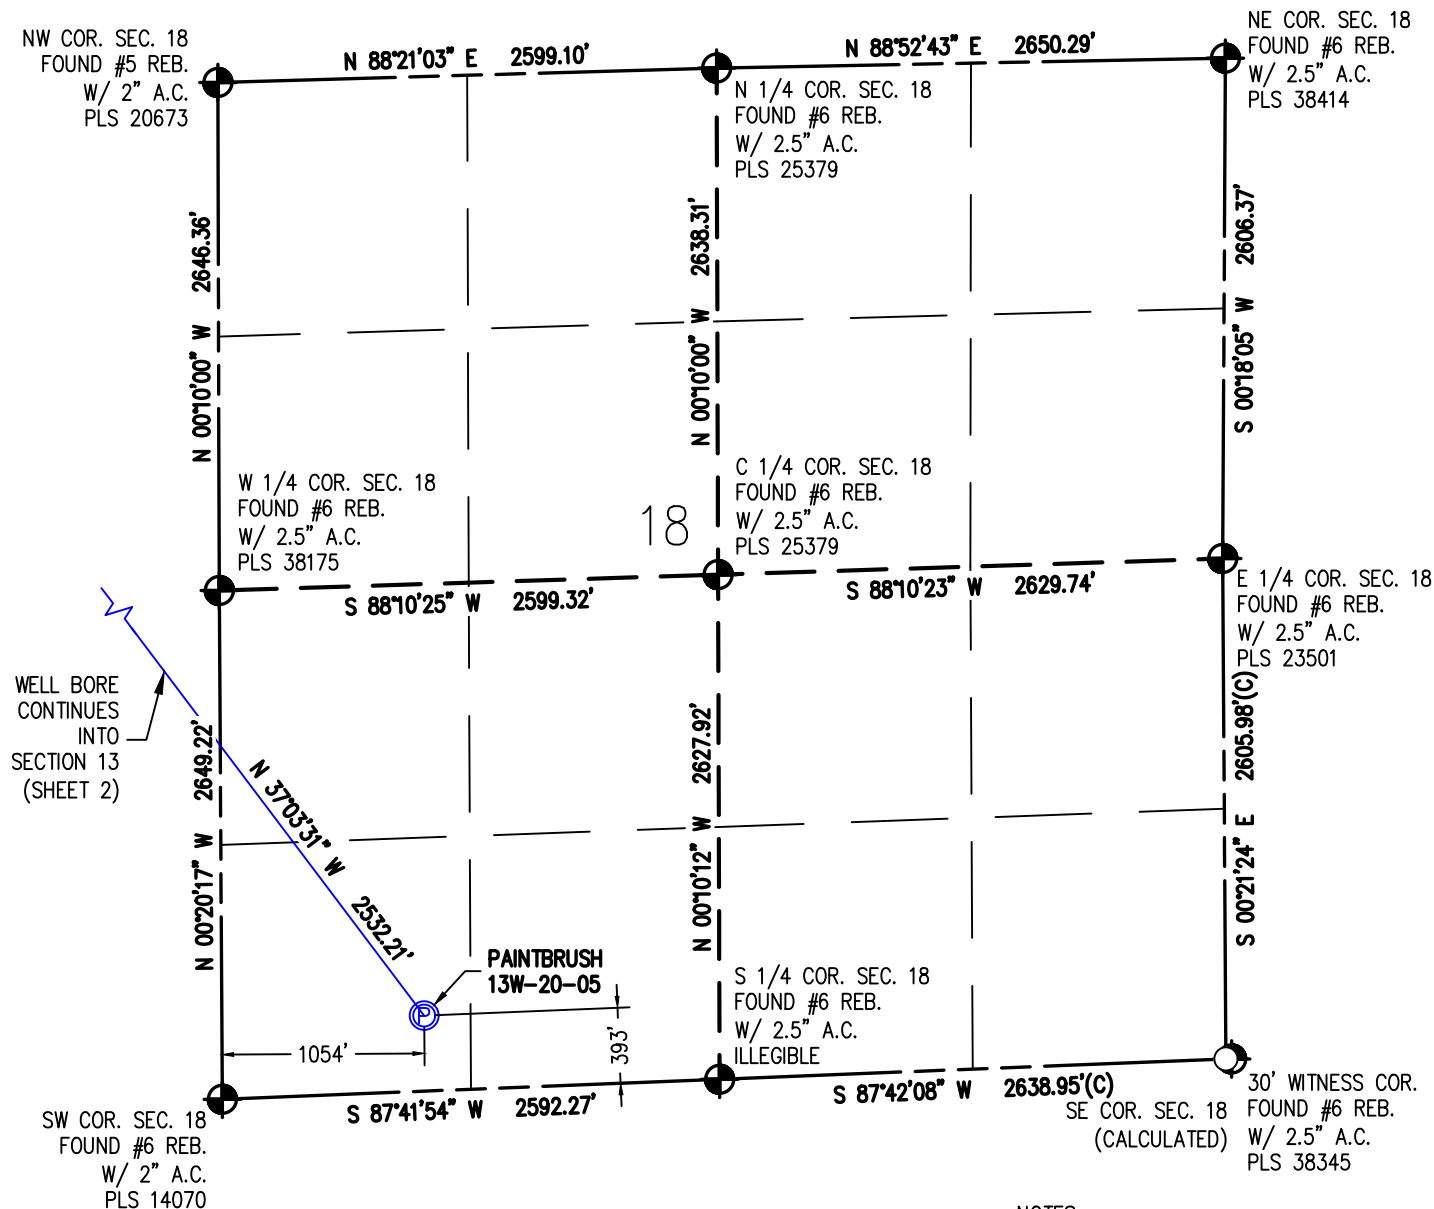 NW COR. SEC. 18
FOUND #5 REB.
W/ 2" A.C.
PLS 20673
N 88°21'03" E 2599.10'
N 88°52'43" E 2650.29'
NE COR. SEC. 18
FOUND #6 REB.
W/ 2.5" A.C.
PLS 38414
N 1/4 COR. SEC. 18
FOUND #6 REB.
W/ 2.5" A.C.
PLS 25379
N 00°10'00" W 2646.36'
N 00°10'00" W 2638.31'
S 00°18'05" W 2606.37'
W 1/4 COR. SEC. 18
FOUND #6 REB.
W/ 2.5" A.C.
PLS 38175
18
C 1/4 COR. SEC. 18
FOUND #6 REB.
W/ 2.5" A.C.
PLS 25379
S 88°10'25" W 2599.32'
S 88°10'23" W 2629.74'
E 1/4 COR. SEC. 18
FOUND #6 REB.
W/ 2.5" A.C.
PLS 23501
WELL BORE
CONTINUES
INTO
SECTION 13
(SHEET 2)
N 00°20'17" W 2649.22'
N 37°03'31" W 2532.21'
N 00°10'12" W 2627.92'
S 00°21'24" E 2605.98'(C)
PAINTBRUSH
13W-20-05
P
1054'
393'
S 1/4 COR. SEC. 18
FOUND #6 REB.
W/ 2.5" A.C.
ILLEGIBLE
S 87°41'54" W 2592.27'
S 87°42'08" W 2638.95'(C)
SW COR. SEC. 18
FOUND #6 REB.
W/ 2" A.C.
PLS 14070
SE COR. SEC. 18
(CALCULATED)
30' WITNESS COR.
FOUND #6 REB.
W/ 2.5" A.C.
PLS 38345
NOTES